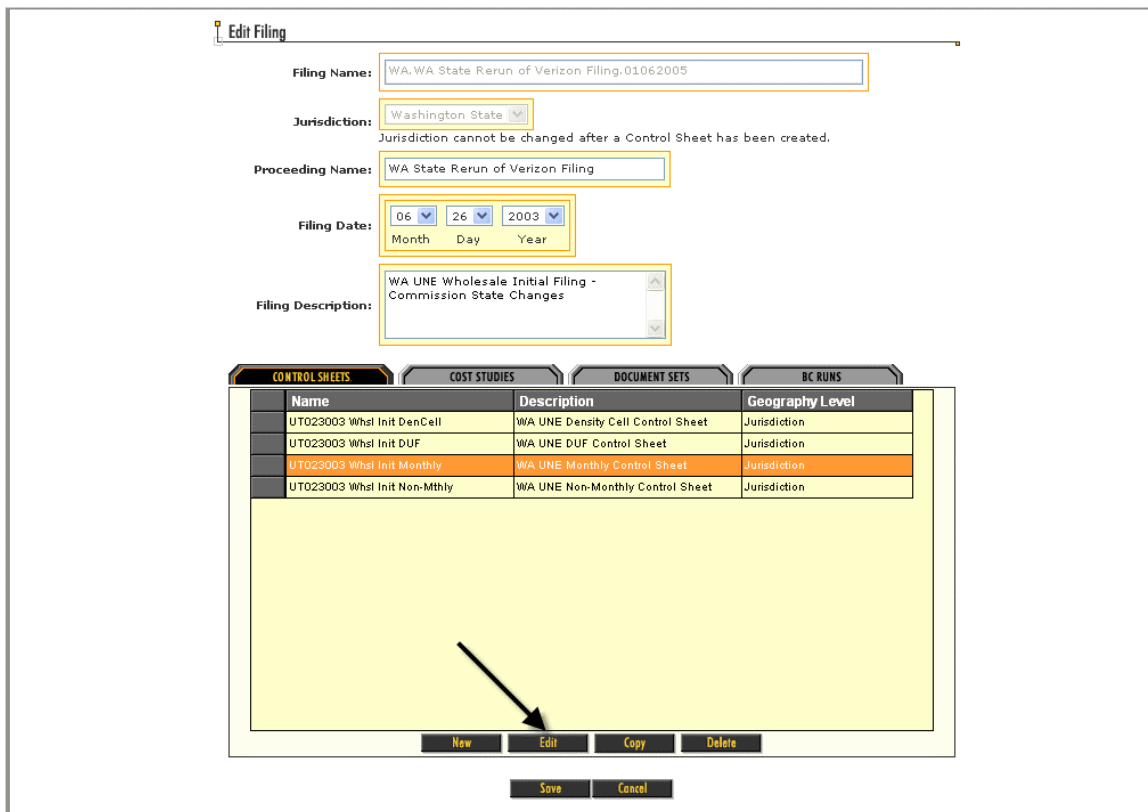 Edit Filing
Filing Name: WA.WA State Rerun of Verizon Filing.01062005
Jurisdiction: Washington State
Jurisdiction cannot be changed after a Control Sheet has been created.
Proceeding Name: WA State Rerun of Verizon Filing
Filing Date: 06 26 2003
Month Day Year
Filing Description: WA UNE Wholesale Initial Filing -
Commission State Changes
CONTROL SHEETS COST STUDIES DOCUMENT SETS BC RUNS
Name Description Geography Level
UT023003 Whsl Init DenCell WA UNE Density Cell Control Sheet Jurisdiction
UT023003 Whsl Init DUF WA UNE DUF Control Sheet Jurisdiction
UT023003 Whsl Init Monthly WA UNE Monthly Control Sheet Jurisdiction
UT023003 Whsl Init Non-Mthly WA UNE Non-Monthly Control Sheet Jurisdiction
New Edit Copy Delete
Save Cancel